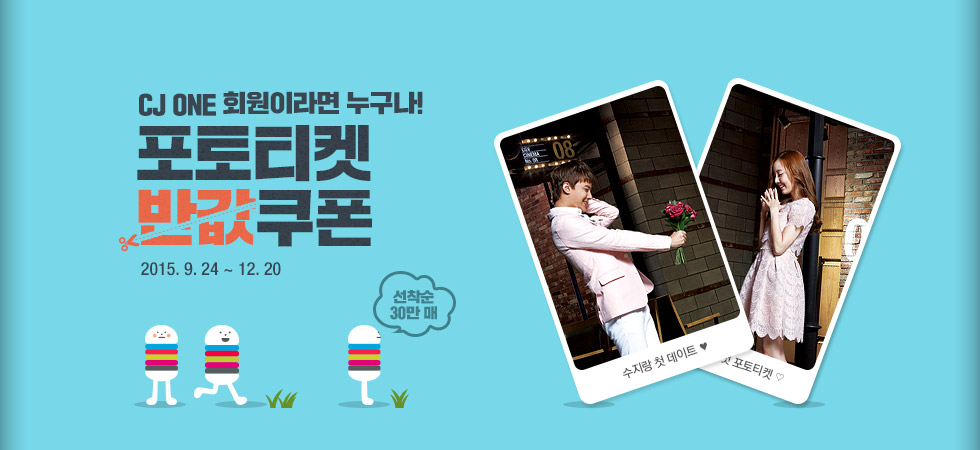 CJ ONE 회원이라면 누구나!
포토티켓
반값쿠폰
2015. 9. 24 ~ 12. 20
선착순
30만 매
CINEMA
08
수지랑 첫 데이트 ♥
포토티켓 ♡